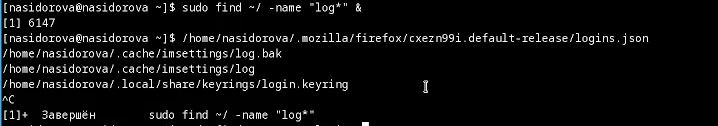 [nasidorova@nasidorova ~]$ sudo find ~/ -name "log*" &
[1] 6147
[nasidorova@nasidorova ~]$ /home/nasidorova/.mozilla/firefox/cxezn99i.default-release/logins.json
/home/nasidorova/.cache/imsettings/log.bak
/home/nasidorova/.cache/imsettings/log
/home/nasidorova/.local/share/keyrings/login.keyring
^C
[1]+  Завершён        sudo find ~/ -name "log*"